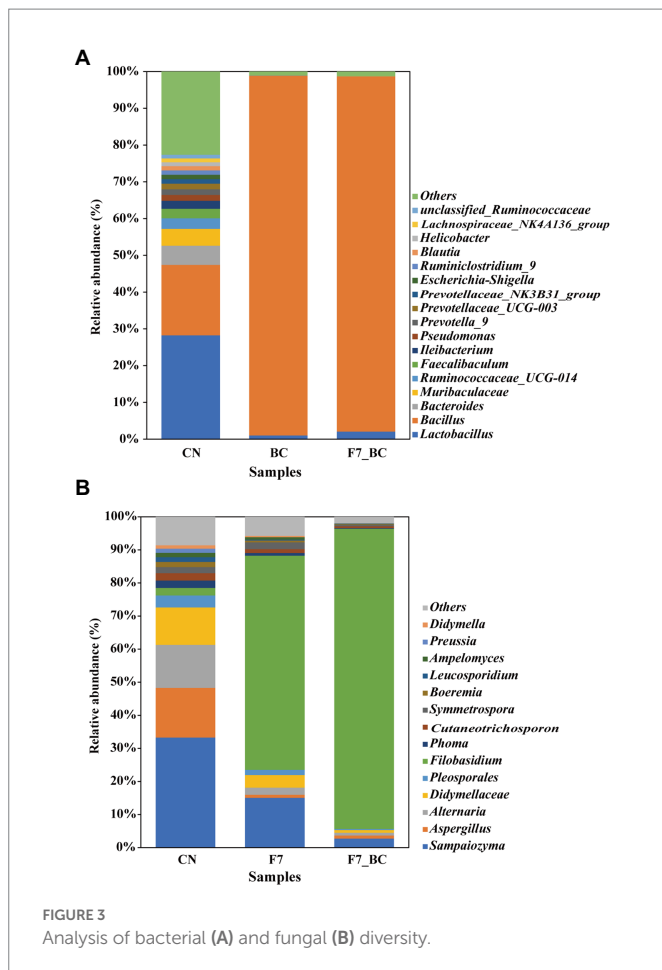 A
100%
90%
80%
70%
60%
50%
40%
30%
20%
10%
0%
Relative abundance (%)
CN BC F7_BC
Samples
Others
unclassified_Ruminococcaceae
Lachnospiraceae_NK4A136_group
Helicobacter
Blautia
Ruminiclostridium_9
Escherichia-Shigella
Prevotellaceae_NK3B31_group
Prevotellaceae_UCG-003
Prevotella_9
Pseudomonas
Ileibacterium
Faecalibaculum
Ruminococcaceae_UCG-014
Muribaculaceae
Bacteroides
Bacillus
Lactobacillus
B
100%
90%
80%
70%
60%
50%
40%
30%
20%
10%
0%
Relative abundance (%)
CN F7 F7_BC
Samples
Others
Didymella
Preussia
Ampelomyces
Leucosporidium
Boeremia
Symmetrospora
Cutaneotrichosporon
Phoma
Filobasidium
Pleosporales
Didymellaceae
Alternaria
Aspergillus
Sampaiozyma
FIGURE 3
Analysis of bacterial (A) and fungal (B) diversity.